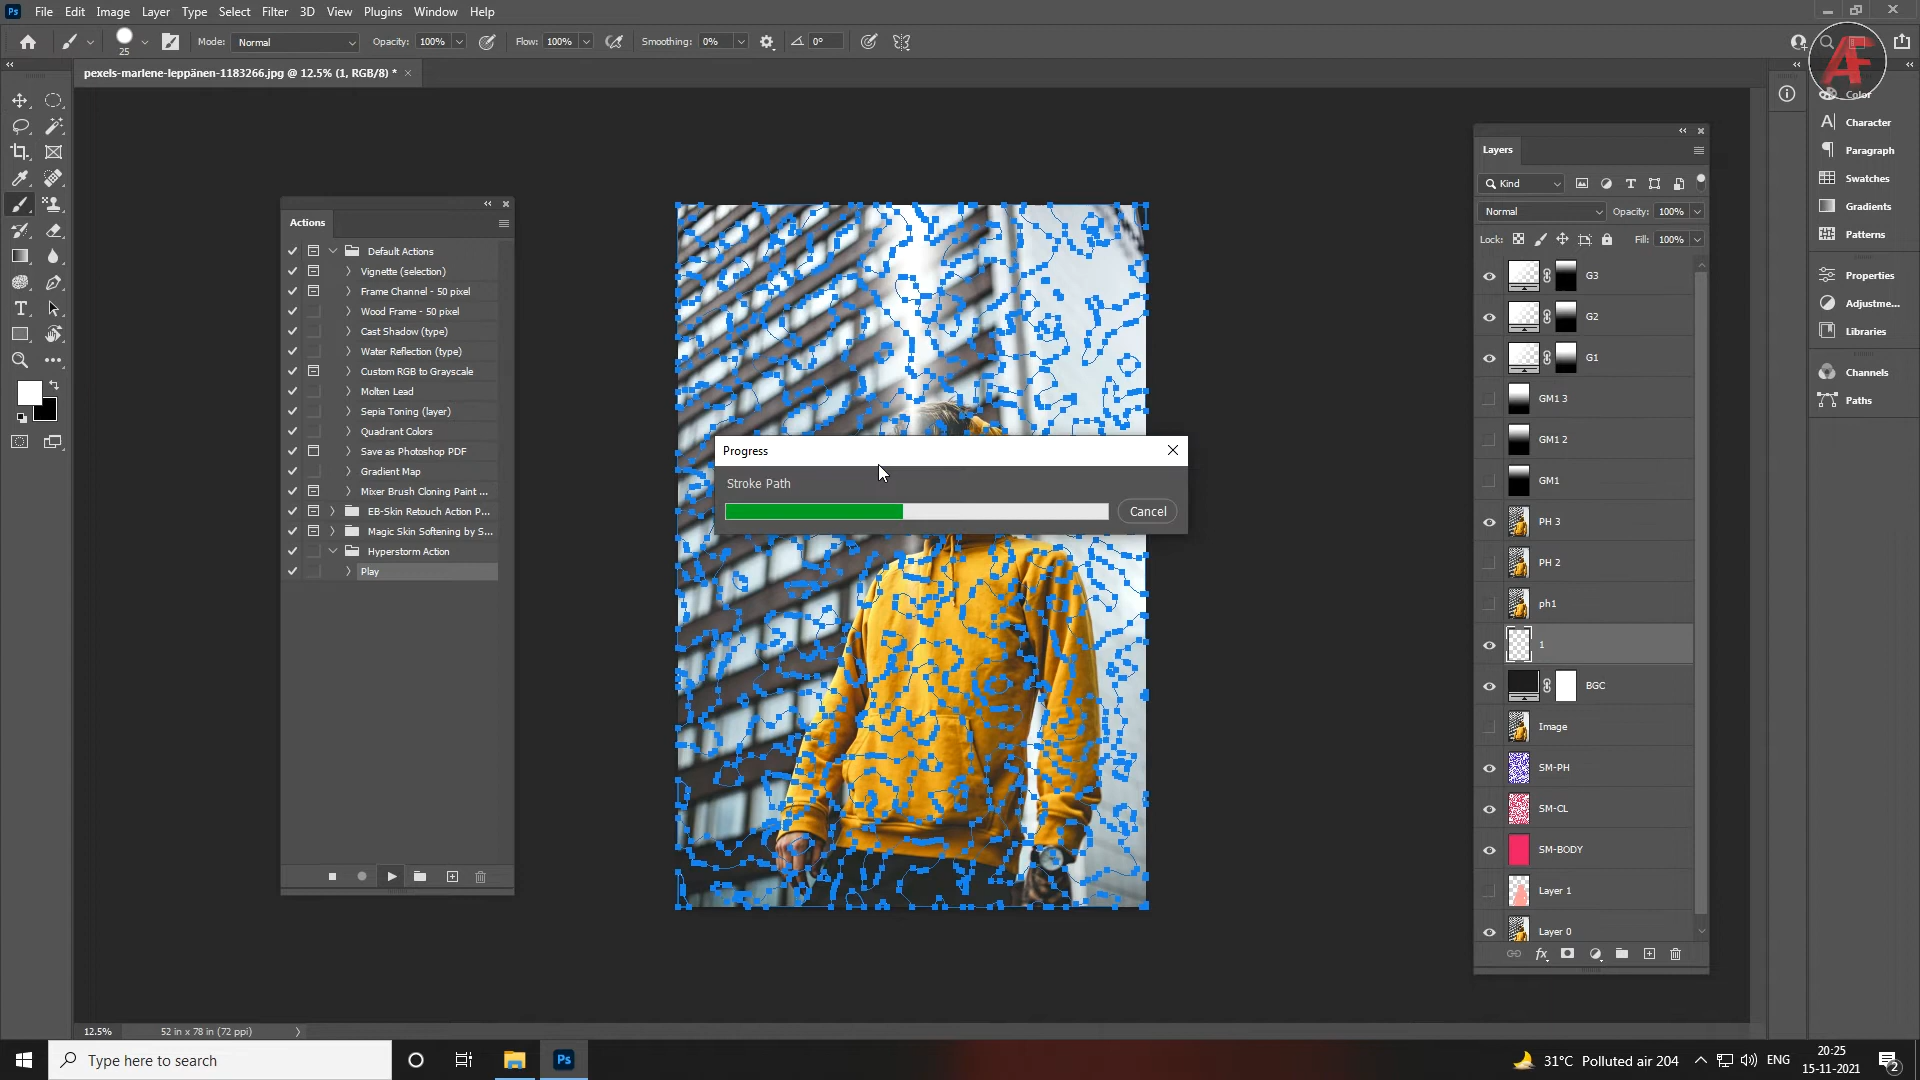 Ps File Edit Image Layer Type Select Filter 3D View Plugins Window Help
25 Mode: Normal Opacity: 100% Flow: 100% Smoothing: 0% 0°
AF
pexels-marlene-leppänen-1183266.jpg @ 12.5% (1, RGB/8) *
Color
Character
Paragraph
Swatches
Gradients
Patterns
Properties
Adjustme...
Libraries
Channels
Paths
Actions
Default Actions
Vignette (selection)
Frame Channel - 50 pixel
Wood Frame - 50 pixel
Cast Shadow (type)
Water Reflection (type)
Custom RGB to Grayscale
Molten Lead
Sepia Toning (layer)
Quadrant Colors
Save as Photoshop PDF
Gradient Map
Mixer Brush Cloning Paint ...
EB-Skin Retouch Action P...
Magic Skin Softening by S...
Hyperstorm Action
Play
Progress
Stroke Path
Cancel
Layers
Kind
Normal Opacity: 100%
Lock: Fill: 100%
G3
G2
G1
GM1 3
GM1 2
GM1
PH 3
PH 2
ph1
1
BGC
Image
SM-PH
SM-CL
SM-BODY
Layer 1
Layer 0
fx
12.5% 52 in x 78 in (72 ppi)
Type here to search
Ps
31°C Polluted air 204
ENG
20:25
15-11-2021
2